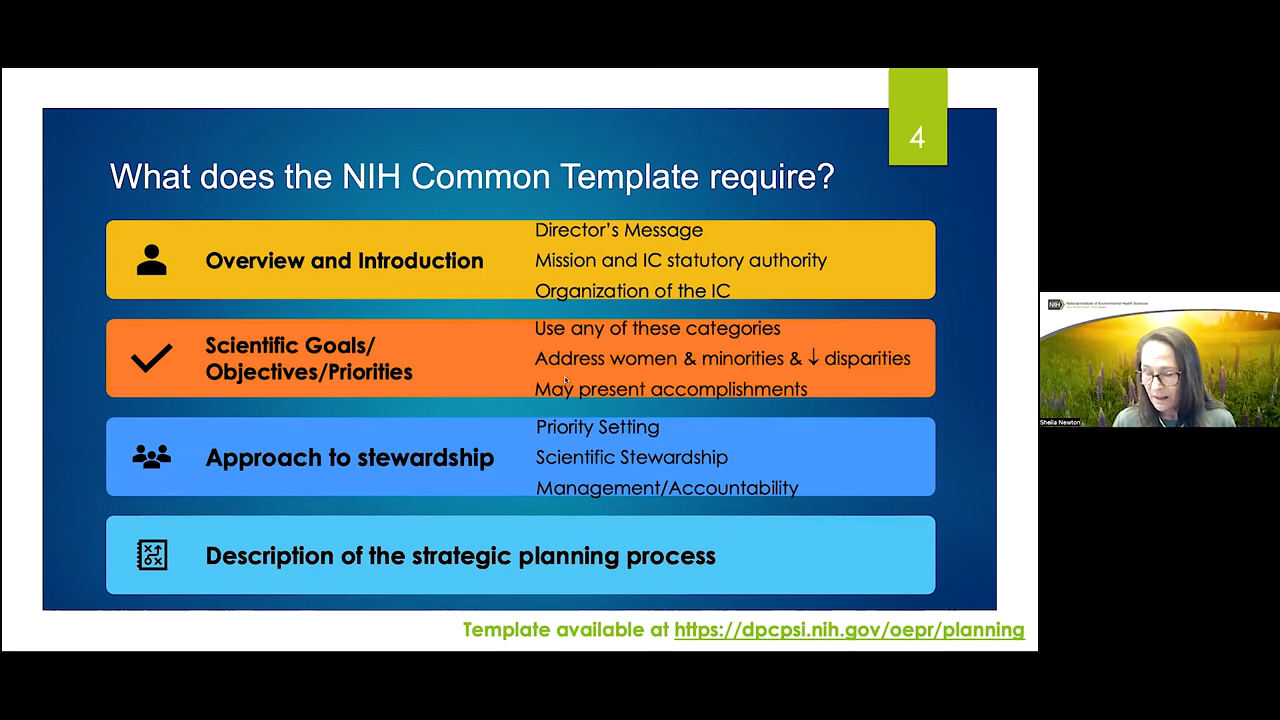 4
What does the NIH Common Template require?
Overview and Introduction
Director's Message
Mission and IC statutory authority
Organization of the IC
Scientific Goals/
Objectives/Priorities
Use any of these categories
Address women & minorities & ↓ disparities
May present accomplishments
Approach to stewardship
Priority Setting
Scientific Stewardship
Management/Accountability
Description of the strategic planning process
Template available at https://dpcpsi.nih.gov/oepr/planning
NIH National Institute of Environmental Health Sciences
Sheila Newton